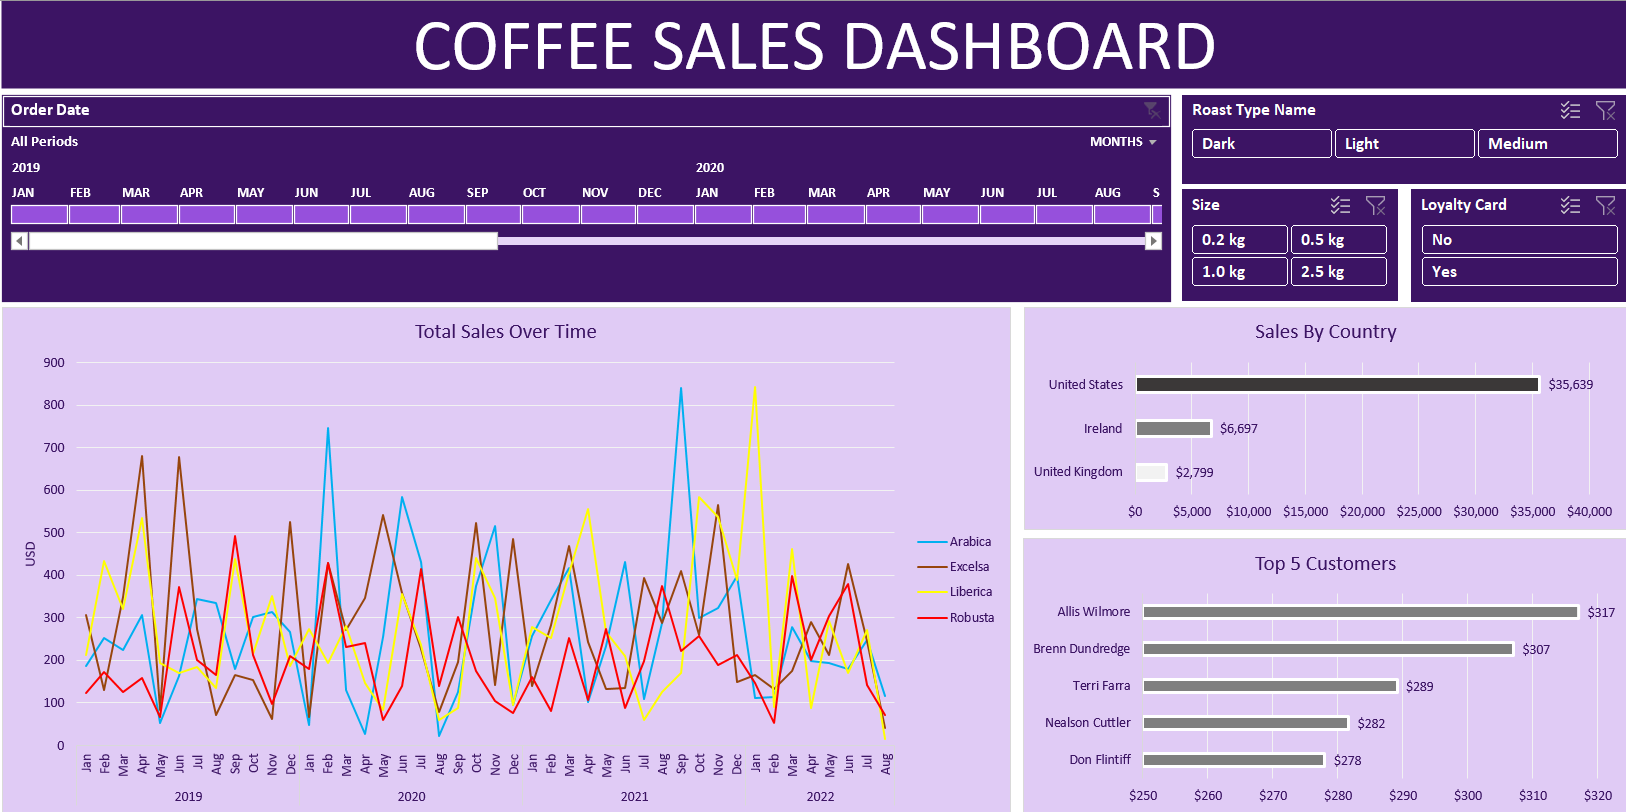 COFFEE SALES DASHBOARD
Order Date
All Periods
MONTHS
2019 2020
JAN FEB MAR APR MAY JUN JUL AUG SEP OCT NOV DEC JAN FEB MAR APR MAY JUN JUL AUG S
Roast Type Name
Dark Light Medium
Size
0.2 kg 0.5 kg
1.0 kg 2.5 kg
Loyalty Card
No
Yes
Total Sales Over Time
900
800
700
600
500
400
300
200
100
0
USD
Jan Feb Mar Apr May Jun Jul Aug Sep Oct Nov Dec Jan Feb Mar Apr May Jun Jul Aug Sep Oct Nov Dec Jan Feb Mar Apr May Jun Jul Aug Sep Oct Nov Dec Jan Feb Mar Apr May Jun Jul Aug
2019 2020 2021 2022
Arabica
Excelsa
Liberica
Robusta
Sales By Country
United States $35,639
Ireland $6,697
United Kingdom $2,799
$0 $5,000 $10,000 $15,000 $20,000 $25,000 $30,000 $35,000 $40,000
Top 5 Customers
Allis Wilmore $317
Brenn Dundredge $307
Terri Farra $289
Nealson Cuttler $282
Don Flintiff $278
$250 $260 $270 $280 $290 $300 $310 $320